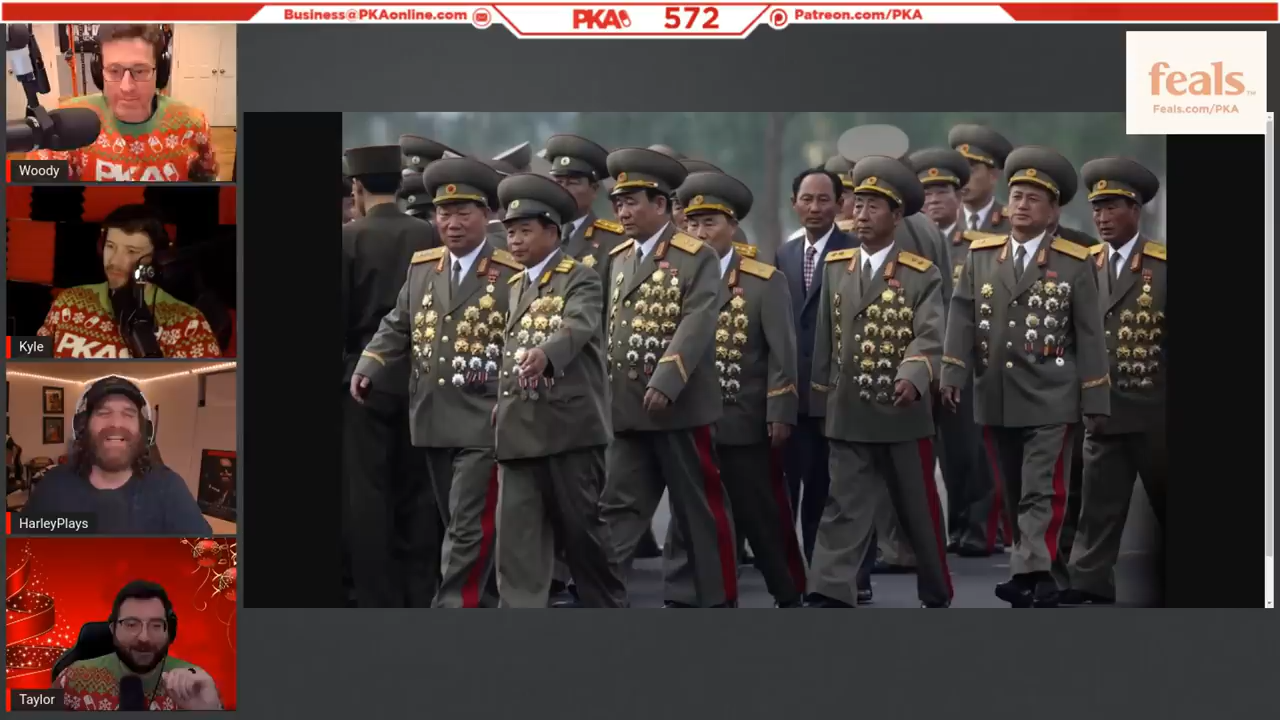 Business@PKAonline.com
PKA
572
Patreon.com/PKA
feals
Feals.com/PKA
Woody
PKA
Kyle
PKA
HarleyPlays
Taylor